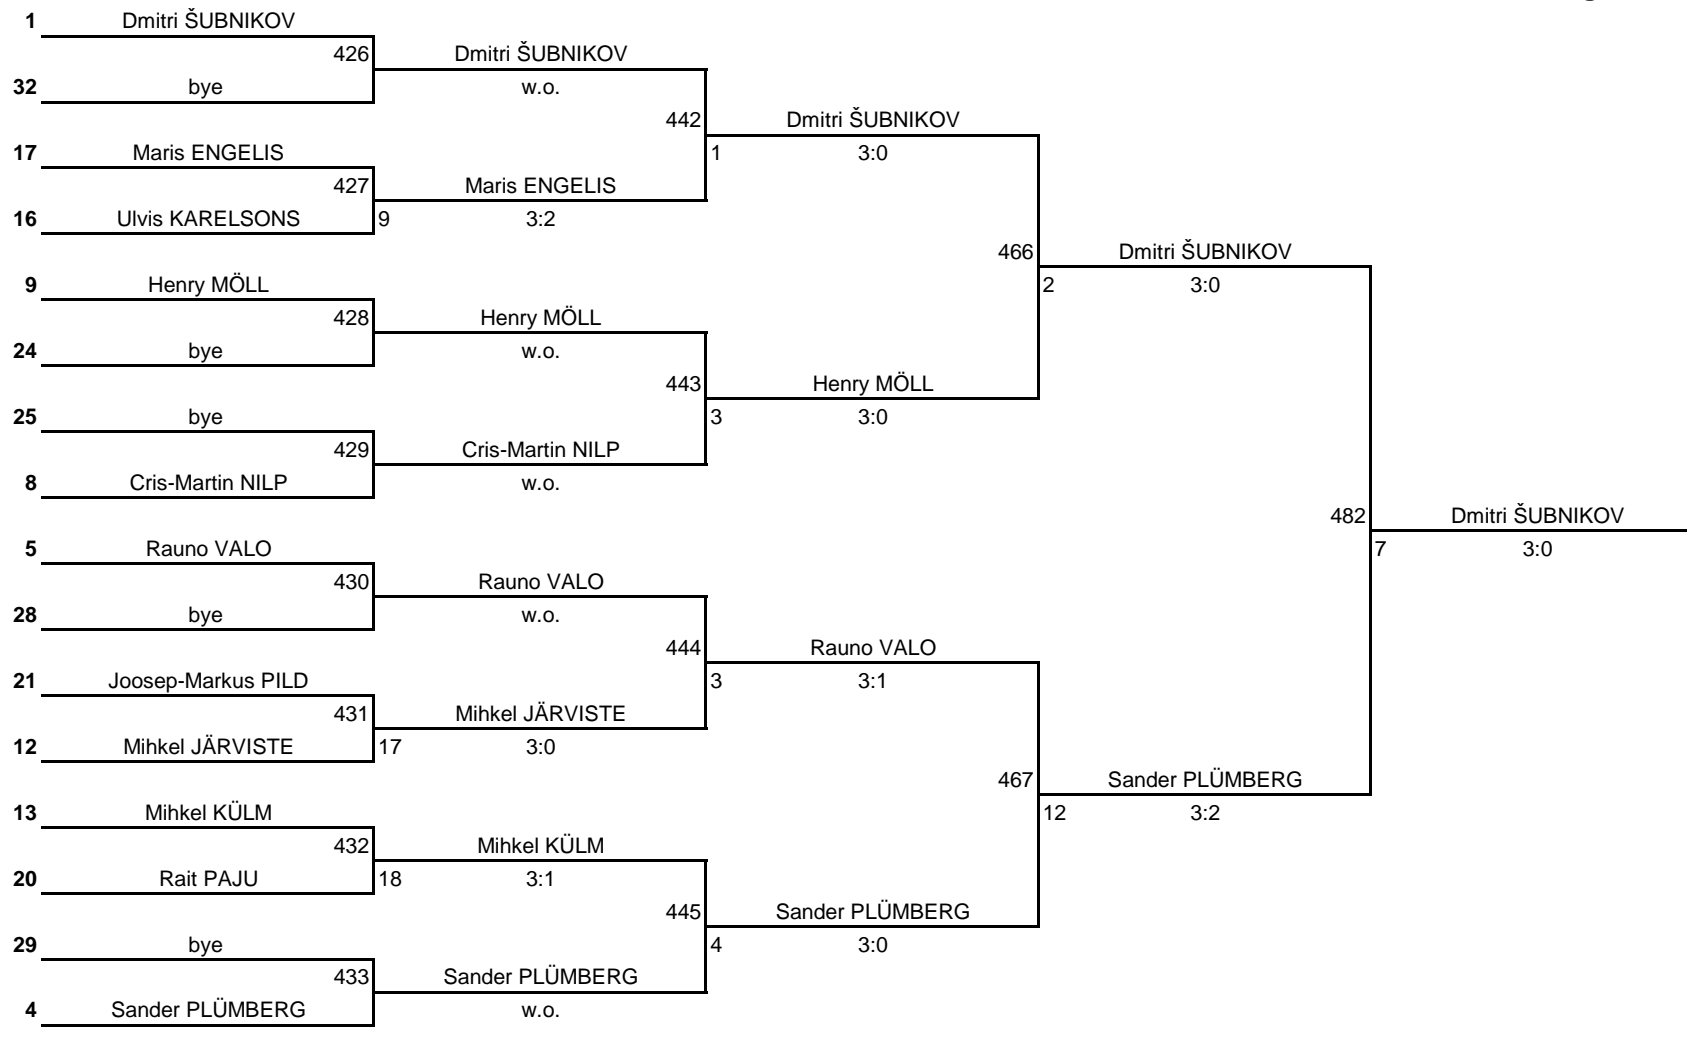 1 Dmitri ŠUBNIKOV
426 Dmitri ŠUBNIKOV
32 bye w.o.
442 Dmitri ŠUBNIKOV
17 Maris ENGELIS 1 3:0
427 Maris ENGELIS
16 Ulvis KARELSONS 9 3:2
466 Dmitri ŠUBNIKOV
9 Henry MÖLL 2 3:0
428 Henry MÖLL
24 bye w.o.
443 Henry MÖLL
25 bye 3 3:0
429 Cris-Martin NILP
8 Cris-Martin NILP w.o.
482 Dmitri ŠUBNIKOV
5 Rauno VALO 7 3:0
430 Rauno VALO
28 bye w.o.
444 Rauno VALO
21 Joosep-Markus PILD 3 3:1
431 Mihkel JÄRVISTE
12 Mihkel JÄRVISTE 17 3:0
467 Sander PLÜMBERG
13 Mihkel KÜLM 12 3:2
432 Mihkel KÜLM
20 Rait PAJU 18 3:1
445 Sander PLÜMBERG
29 bye 4 3:0
433 Sander PLÜMBERG
4 Sander PLÜMBERG w.o.